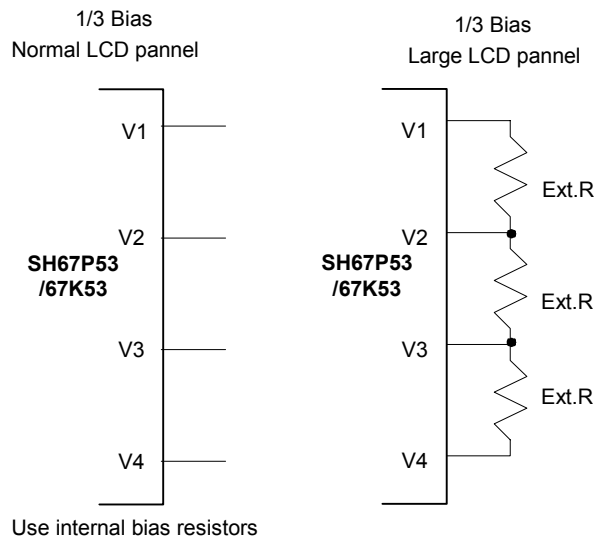 1/3 Bias
Normal LCD pannel
V1
V2
SH67P53
/67K53
V3
V4
Use internal bias resistors
1/3 Bias
Large LCD pannel
V1
Ext.R
V2
SH67P53
/67K53
Ext.R
V3
Ext.R
V4